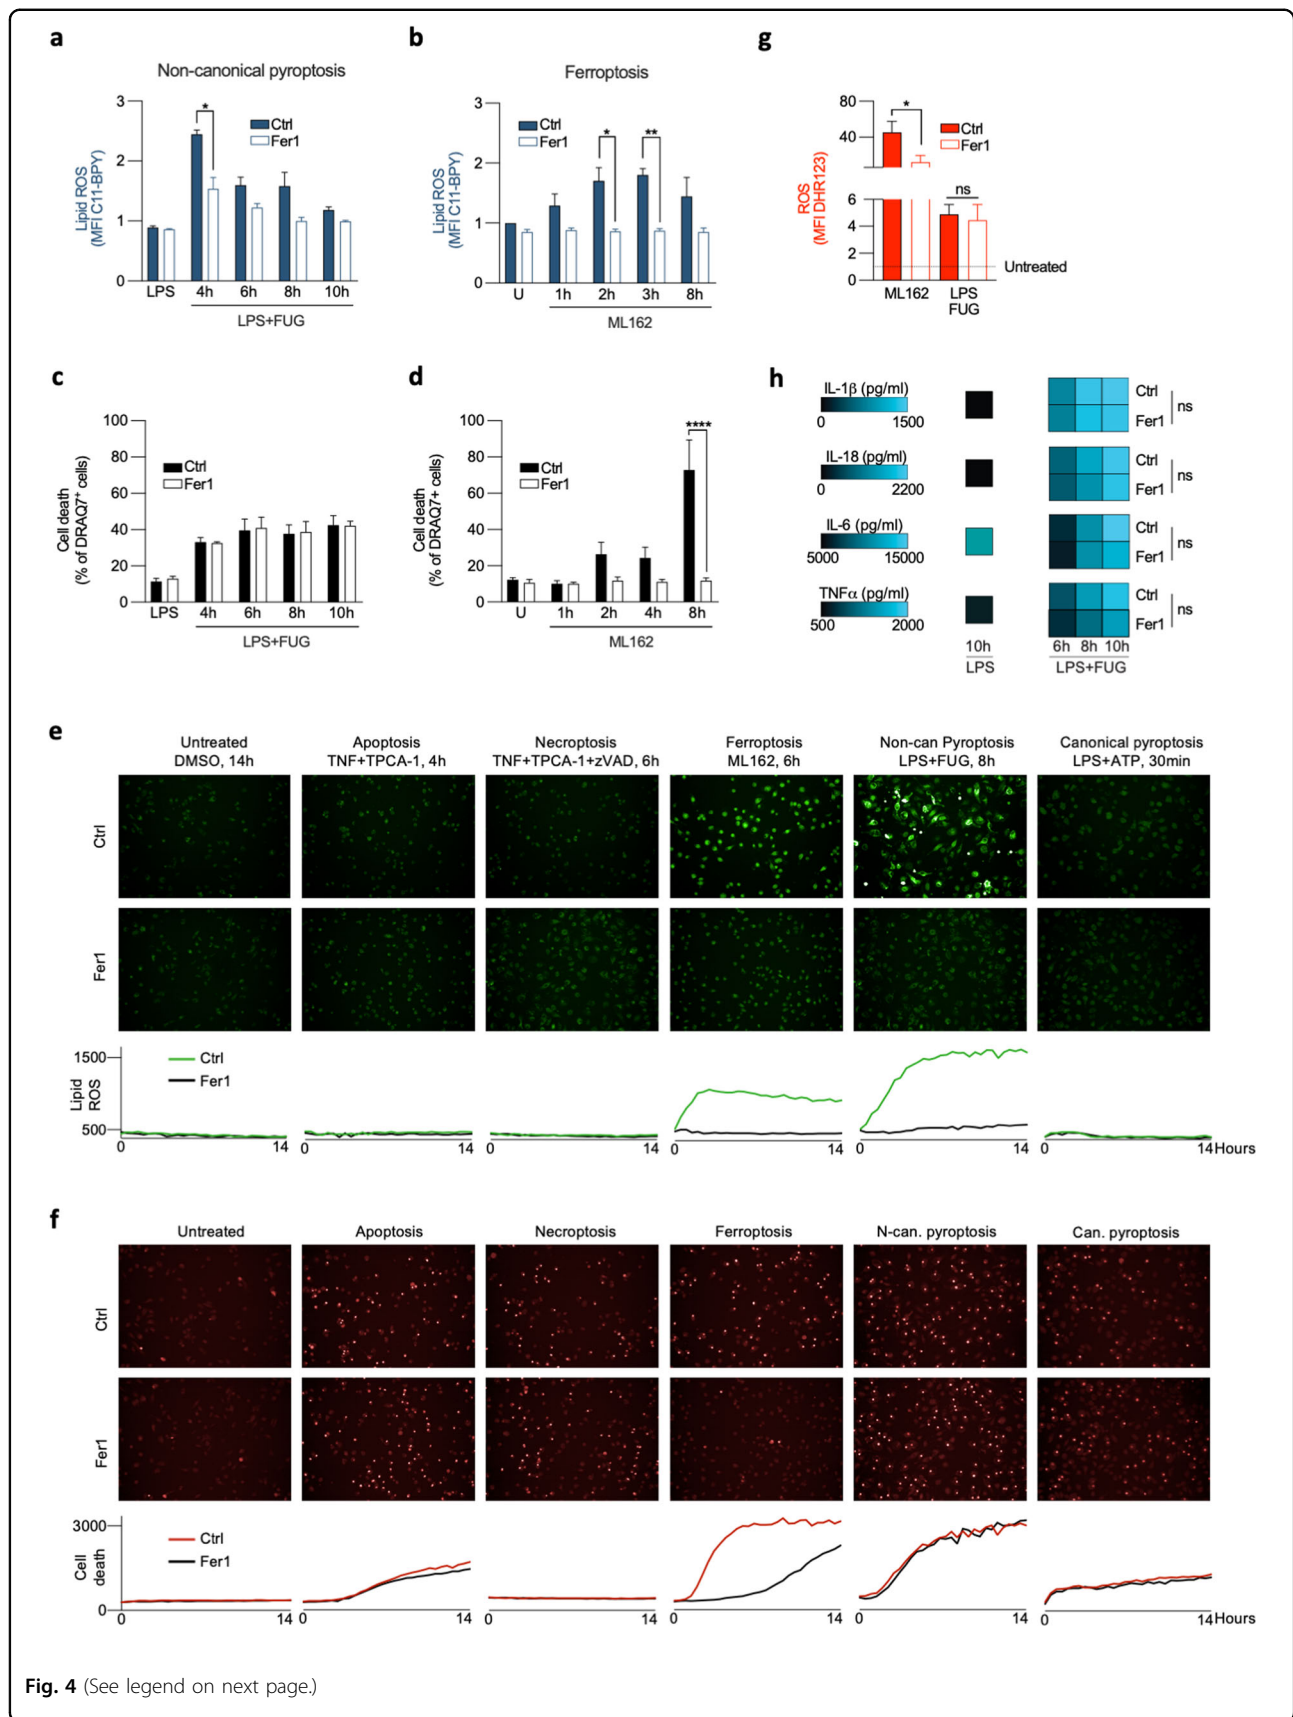 a
Non-canonical pyroptosis
Lipid ROS
(MFI C11-BPY)
3
2
1
0
*
Ctrl
Fer1
LPS 4h 6h 8h 10h
LPS+FUG
b
Ferroptosis
Lipid ROS
(MFI C11-BPY)
3
2
1
0
Ctrl
Fer1
* **
U 1h 2h 3h 8h
ML162
g
ROS
(MFI DHR123)
80
40
6
4
2
0
*
Ctrl
Fer1
ns
Untreated
ML162 LPS
FUG
c
Cell death
(% of DRAQ7+ cells)
100
80
60
40
20
0
Ctrl
Fer1
LPS 4h 6h 8h 10h
LPS+FUG
d
Cell death
(% of DRAQ7+ cells)
100
80
60
40
20
0
Ctrl
Fer1
****
U 1h 2h 4h 8h
ML162
h
IL-1β (pg/ml)
0 1500
Ctrl
Fer1
ns
IL-18 (pg/ml)
0 2200
Ctrl
Fer1
ns
IL-6 (pg/ml)
5000 15000
Ctrl
Fer1
ns
TNFα (pg/ml)
500 2000
Ctrl
Fer1
ns
10h
LPS
6h 8h 10h
LPS+FUG
e
Untreated
DMSO, 14h
Apoptosis
TNF+TPCA-1, 4h
Necroptosis
TNF+TPCA-1+zVAD, 6h
Ferroptosis
ML162, 6h
Non-can Pyroptosis
LPS+FUG, 8h
Canonical pyroptosis
LPS+ATP, 30min
Ctrl
Fer1
Lipid
ROS
1500
500
Ctrl
Fer1
0 14 0 14 0 14 0 14 0 14 0 14 Hours
f
Untreated Apoptosis Necroptosis Ferroptosis N-can. pyroptosis Can. pyroptosis
Ctrl
Fer1
Cell
death
3000
0
Ctrl
Fer1
0 14 0 14 0 14 0 14 0 14 0 14 Hours
Fig. 4 (See legend on next page.)